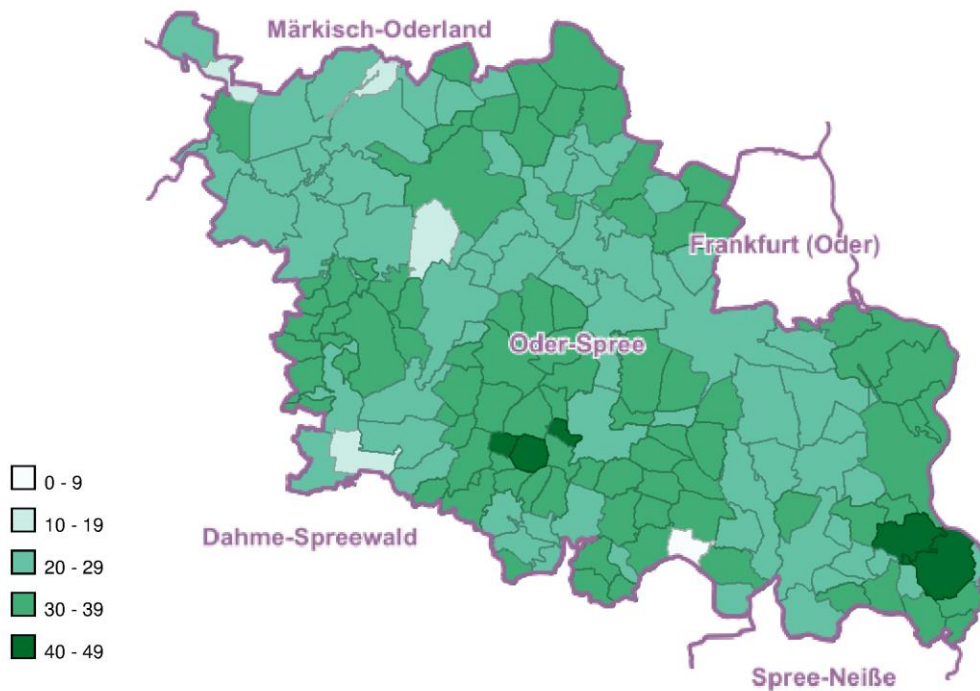 Märkisch-Oderland
Frankfurt (Oder)
Oder-Spree
0 - 9
10 - 19
20 - 29
30 - 39
40 - 49
Dahme-Spreewald
Spree-Neiße